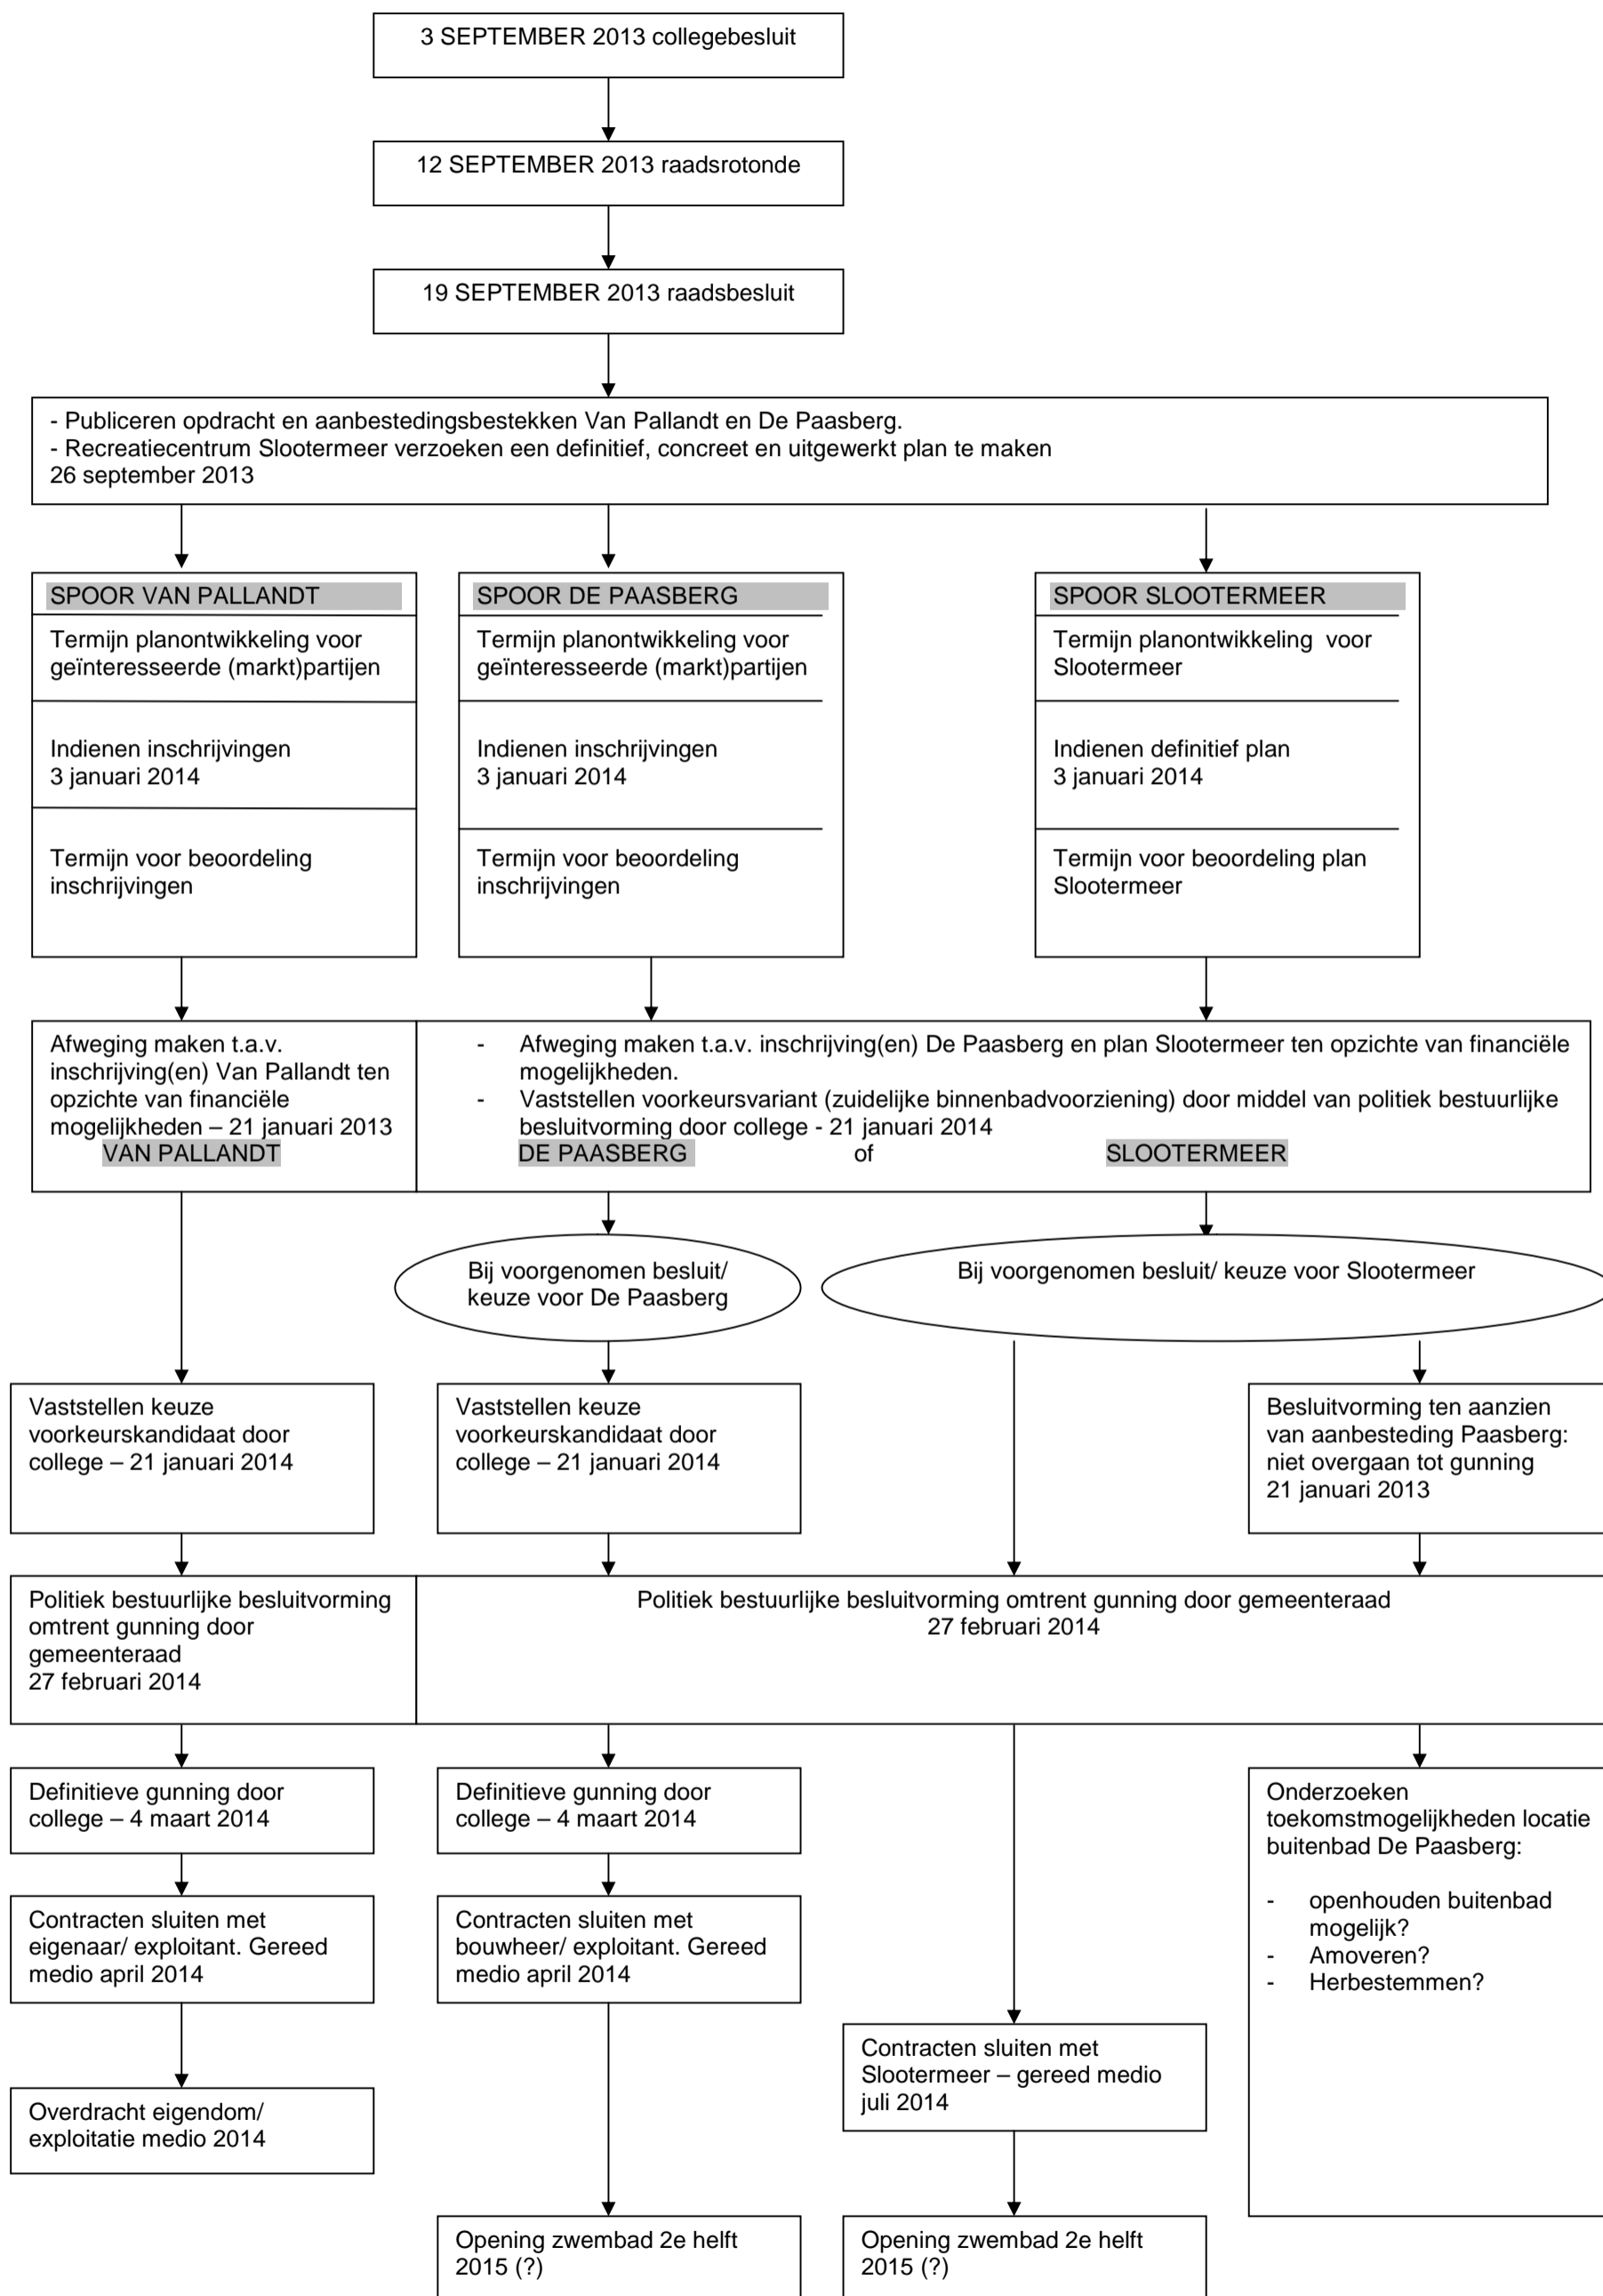 3 SEPTEMBER 2013 collegebesluit
12 SEPTEMBER 2013 raadsrotonde
19 SEPTEMBER 2013 raadsbesluit
- Publiceren opdracht en aanbestedingsbestekken Van Pallandt en De Paasberg.
- Recreatiecentrum Slootermeer verzoeken een definitief, concreet en uitgewerkt plan te maken
26 september 2013
SPOOR VAN PALLANDT
Termijn planontwikkeling voor
geïnteresseerde (markt)partijen
Indienen inschrijvingen
3 januari 2014
Termijn voor beoordeling
inschrijvingen
SPOOR DE PAASBERG
Termijn planontwikkeling voor
geïnteresseerde (markt)partijen
Indienen inschrijvingen
3 januari 2014
Termijn voor beoordeling
inschrijvingen
SPOOR SLOOTERMEER
Termijn planontwikkeling  voor
Slootermeer
Indienen definitief plan
3 januari 2014
Termijn voor beoordeling plan
Slootermeer
Afweging maken t.a.v.
inschrijving(en) Van Pallandt ten
opzichte van financiële
mogelijkheden – 21 januari 2013
VAN PALLANDT
- Afweging maken t.a.v. inschrijving(en) De Paasberg en plan Slootermeer ten opzichte van financiële
mogelijkheden.
- Vaststellen voorkeursvariant (zuidelijke binnenbadvoorziening) door middel van politiek bestuurlijke
besluitvorming door college - 21 januari 2014
DE PAASBERG of SLOOTERMEER
Bij voorgenomen besluit/
keuze voor De Paasberg
Bij voorgenomen besluit/ keuze voor Slootermeer
Vaststellen keuze
voorkeurskandidaat door
college – 21 januari 2014
Vaststellen keuze
voorkeurskandidaat door
college – 21 januari 2014
Besluitvorming ten aanzien
van aanbesteding Paasberg:
niet overgaan tot gunning
21 januari 2013
Politiek bestuurlijke besluitvorming
omtrent gunning door
gemeenteraad
27 februari 2014
Politiek bestuurlijke besluitvorming omtrent gunning door gemeenteraad
27 februari 2014
Definitieve gunning door
college – 4 maart 2014
Definitieve gunning door
college – 4 maart 2014
Onderzoeken
toekomstmogelijkheden locatie
buitenbad De Paasberg:
- openhouden buitenbad
mogelijk?
- Amoveren?
- Herbestemmen?
Contracten sluiten met
eigenaar/ exploitant. Gereed
medio april 2014
Contracten sluiten met
bouwheer/ exploitant. Gereed
medio april 2014
Contracten sluiten met
Slootermeer – gereed medio
juli 2014
Overdracht eigendom/
exploitatie medio 2014
Opening zwembad 2e helft
2015 (?)
Opening zwembad 2e helft
2015 (?)